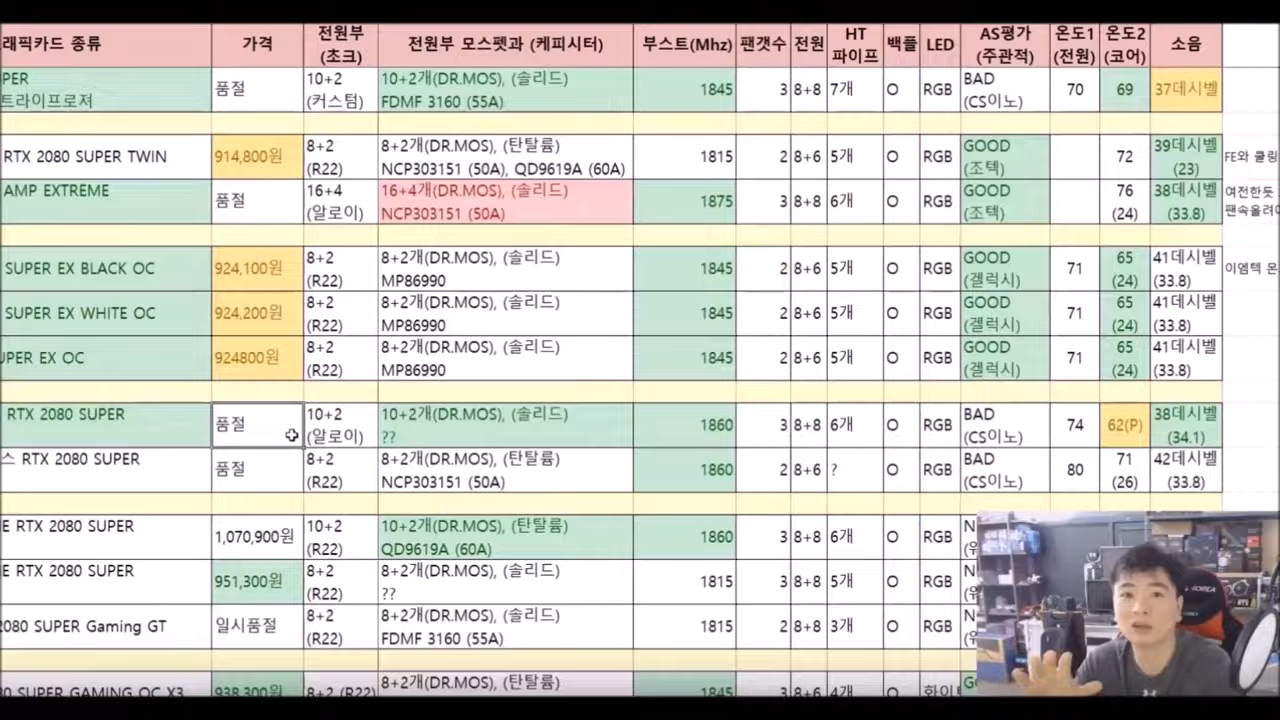 래픽카드 종류 가격 전원부 (초크) 전원부 모스펫과 (케피시터) 부스트(Mhz) 팬갯수 전원 HT 파이프 백플 LED AS평가 (주관적) 온도1 (전원) 온도2 (코어) 소음
PER 트라이프로져 품절 10+2 (커스텀) 10+2개(DR.MOS), (솔리드) FDMF 3160 (55A) 1845 3 8+8 7개 O RGB BAD (CS이노) 70 69 37데시벨
RTX 2080 SUPER TWIN 914,800원 8+2 (R22) 8+2개(DR.MOS), (탄탈륨) NCP303151 (50A), QD9619A (60A) 1815 2 8+6 5개 O RGB GOOD (조텍) 72 39데시벨 (23) FE와 쿨링
AMP EXTREME 품절 16+4 (알로이) 16+4개(DR.MOS), (솔리드) NCP303151 (50A) 1875 3 8+8 6개 O RGB GOOD (조텍) 76 (24) 38데시벨 (33.8) 여전한듯 팬속올려
SUPER EX BLACK OC 924,100원 8+2 (R22) 8+2개(DR.MOS), (솔리드) MP86990 1845 2 8+6 5개 O RGB GOOD (겔럭시) 71 65 (24) 41데시벨 (33.8) 이엠텍 온
SUPER EX WHITE OC 924,200원 8+2 (R22) 8+2개(DR.MOS), (솔리드) MP86990 1845 2 8+6 5개 O RGB GOOD (겔럭시) 71 65 (24) 41데시벨 (33.8)
UPER EX OC 924800원 8+2 (R22) 8+2개(DR.MOS), (솔리드) MP86990 1845 2 8+6 5개 O RGB GOOD (겔럭시) 71 65 (24) 41데시벨 (33.8)
RTX 2080 SUPER 품절 10+2 (알로이) 10+2개(DR.MOS), (솔리드) ?? 1860 3 8+8 6개 O RGB BAD (CS이노) 74 62(P) 38데시벨 (34.1)
스 RTX 2080 SUPER 품절 8+2 (R22) 8+2개(DR.MOS), (탄탈륨) NCP303151 (50A) 1860 2 8+6 ? O RGB BAD (CS이노) 80 71 (26) 42데시벨 (33.8)
E RTX 2080 SUPER 1,070,900원 10+2 (R22) 10+2개(DR.MOS), (탄탈륨) QD9619A (60A) 1860 3 8+8 6개 O RGB
E RTX 2080 SUPER 951,300원 8+2 (R22) 8+2개(DR.MOS), (솔리드) ?? 1815 3 8+8 5개 O RGB
2080 SUPER Gaming GT 일시품절 8+2 (R22) 8+2개(DR.MOS), (솔리드) FDMF 3160 (55A) 1815 2 8+8 3개 O RGB
80 SUPER GAMING OC X3 938,300원 8+2 (R22) 8+2개(DR.MOS), (탄탈륨) 1845 3 8+6 4개 O